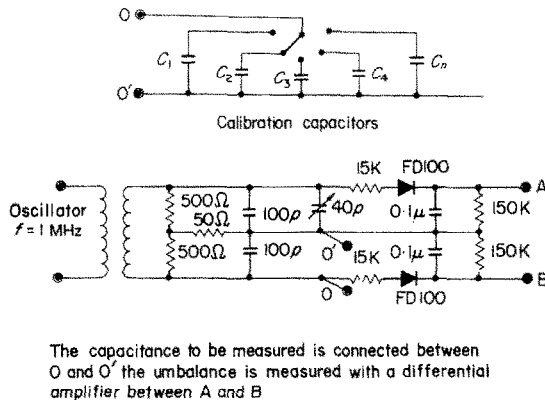 O
C1
C2
C3
C4
Cn
O'
Calibration capacitors
15K
FD100
A
500Ω
50Ω
500Ω
100p
40p
0·1μ
150K
Oscillator
f = 1 MHz
100p
O'
0·1μ
150K
15K
O
FD100
B
The capacitance to be measured is connected between
O and O' the umbalance is measured with a differential
amplifier between A and B